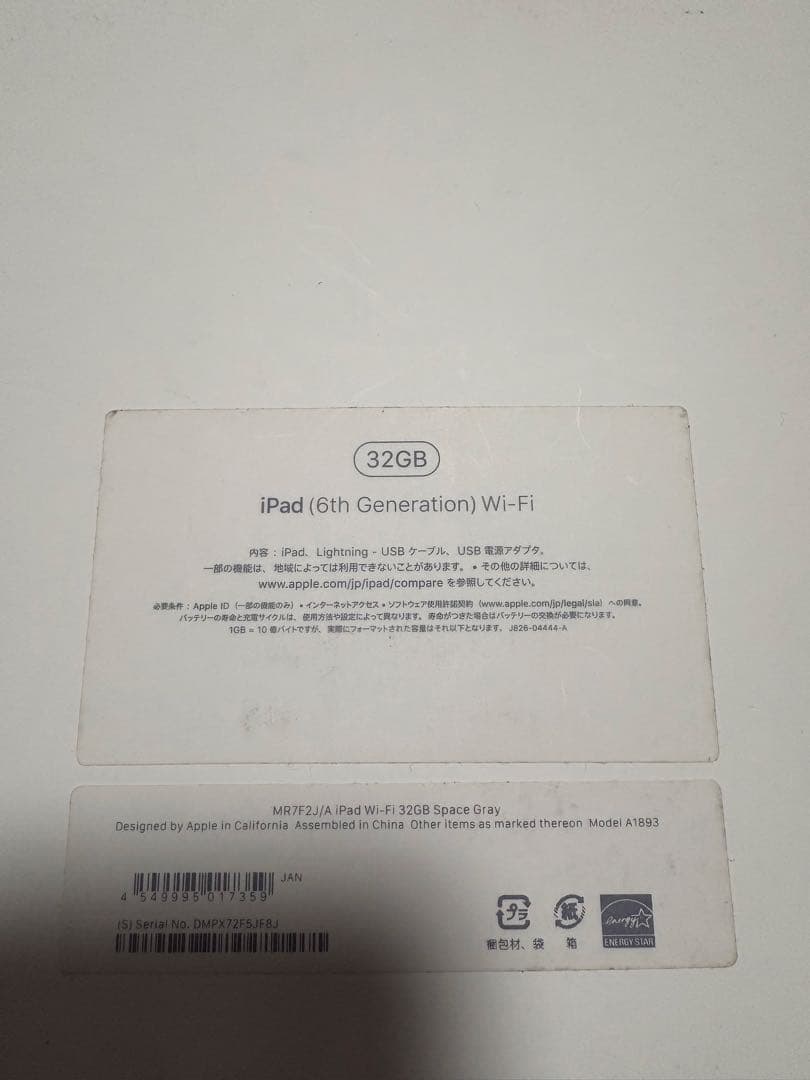 32GB
iPad (6th Generation) Wi-Fi
内容：iPad、Lightning - USB ケーブル、USB 電源アダプタ。
一部の機能は、地域によっては利用できないことがあります。• その他の詳細については、
www.apple.com/jp/ipad/compare を参照してください。
必要条件：Apple ID（一部の機能のみ）• インターネットアクセス • ソフトウェア使用許諾契約（www.apple.com/jp/legal/sla）への同意。
バッテリーの寿命と充電サイクルは、使用方法や設定によって異なります。寿命がつきた場合はバッテリーの交換が必要になります。
1GB = 10 億バイトですが、実際にフォーマットされた容量はそれ以下となります。J826-04444-A
MR7F2J/A iPad Wi-Fi 32GB Space Gray
Designed by Apple in California Assembled in China Other items as marked thereon Model A1893
JAN
4 549995 017359
(S) Serial No. DMPX72F5JF8J
プラ
紙
energy
ENERGY STAR
梱包材、袋
箱